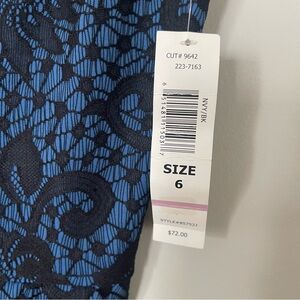 CUT# 9642
223-7163
NVY/BK
SIZE
6
$72.00